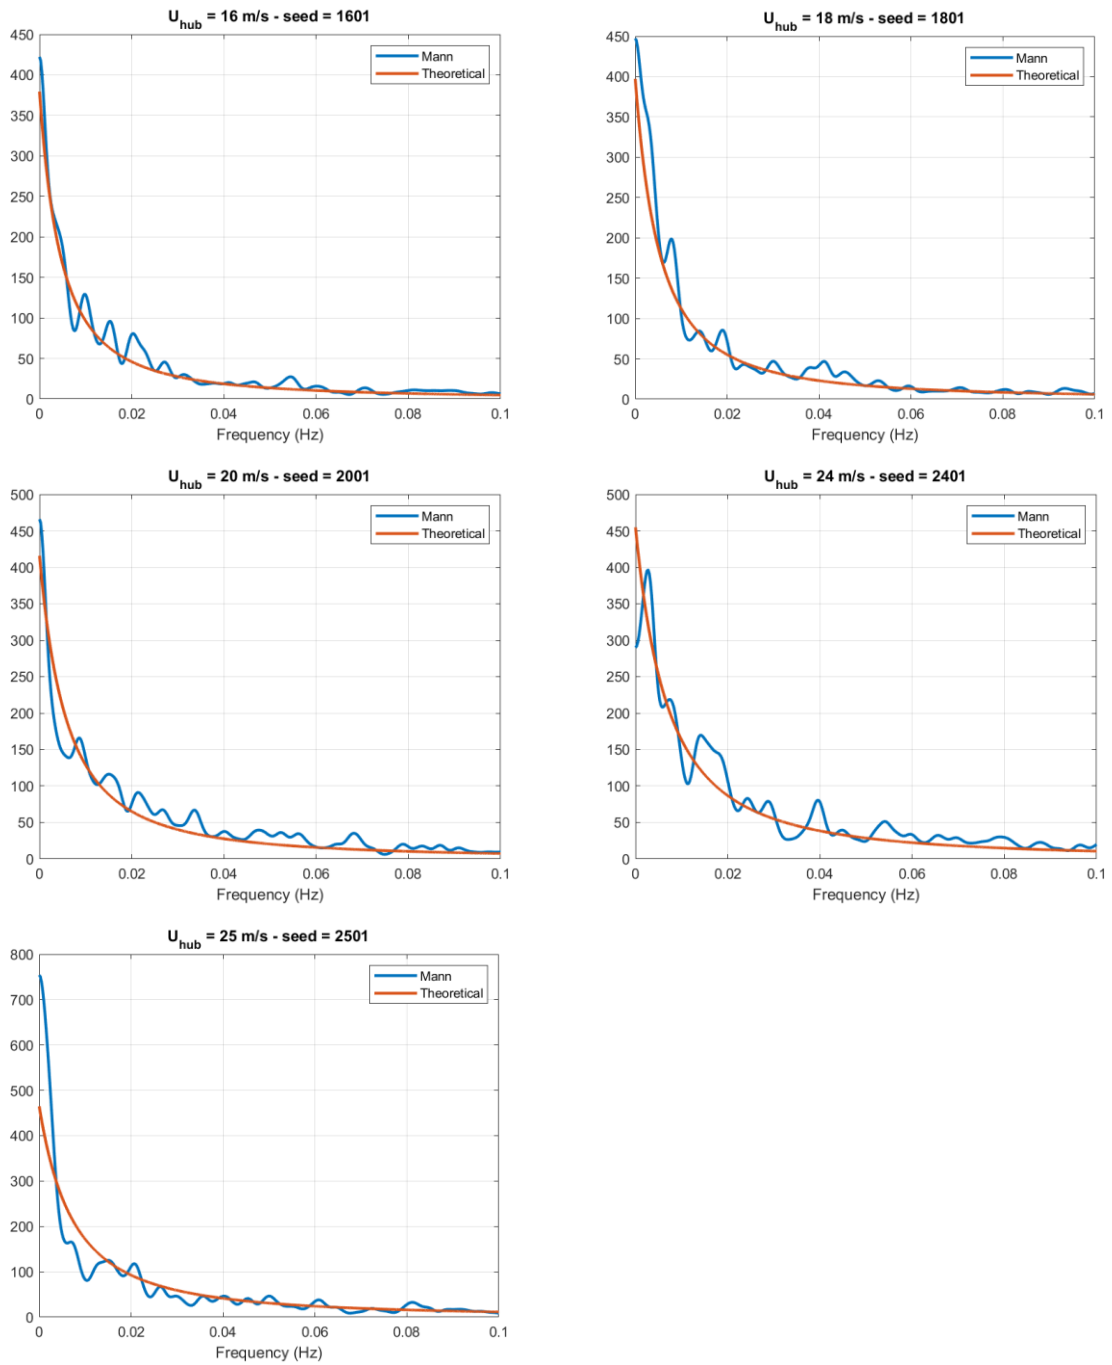 U_hub = 16 m/s - seed = 1601
450
400
350
300
250
200
150
100
50
0
Mann
Theoretical
0 0.02 0.04 0.06 0.08 0.1
Frequency (Hz)
U_hub = 18 m/s - seed = 1801
450
400
350
300
250
200
150
100
50
0
Mann
Theoretical
0 0.02 0.04 0.06 0.08 0.1
Frequency (Hz)
U_hub = 20 m/s - seed = 2001
500
450
400
350
300
250
200
150
100
50
0
Mann
Theoretical
0 0.02 0.04 0.06 0.08 0.1
Frequency (Hz)
U_hub = 24 m/s - seed = 2401
500
450
400
350
300
250
200
150
100
50
0
Mann
Theoretical
0 0.02 0.04 0.06 0.08 0.1
Frequency (Hz)
U_hub = 25 m/s - seed = 2501
800
700
600
500
400
300
200
100
0
Mann
Theoretical
0 0.02 0.04 0.06 0.08 0.1
Frequency (Hz)